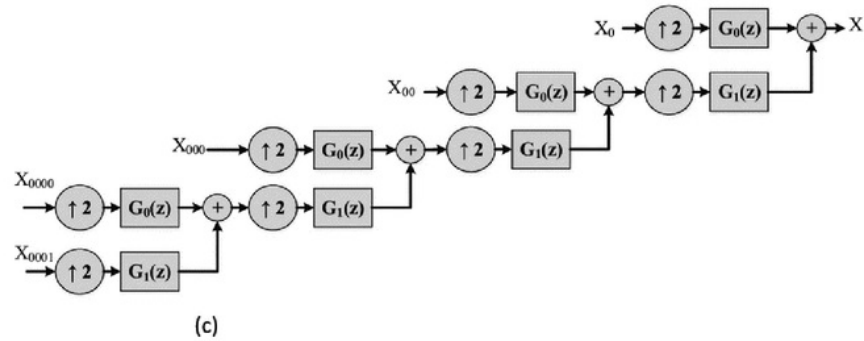 X₀ ↑2 G₀(z) + X
X₀₀ ↑2 G₀(z) + ↑2 G₁(z)
X₀₀₀ ↑2 G₀(z) + ↑2 G₁(z)
X₀₀₀₀ ↑2 G₀(z) + ↑2 G₁(z)
X₀₀₀₁ ↑2 G₁(z)
(c)